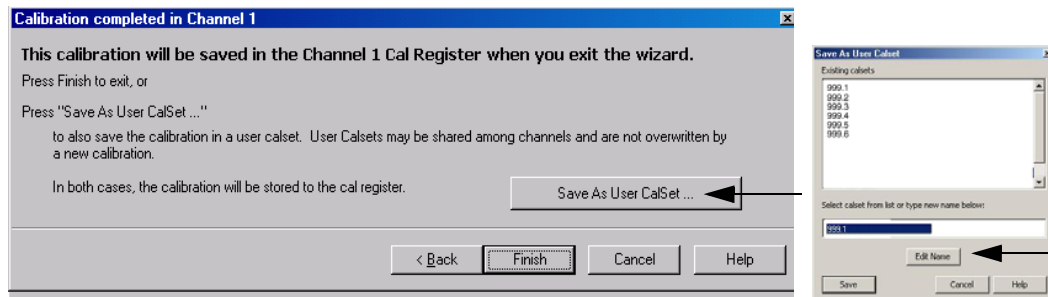 Calibration completed in Channel 1
This calibration will be saved in the Channel 1 Cal Register when you exit the wizard.
Press Finish to exit, or
Press "Save As User CalSet ..."
to also save the calibration in a user calset. User Calsets may be shared among channels and are not overwritten by
a new calibration.
In both cases, the calibration will be stored to the cal register.
Save As User CalSet ...
< Back
Finish
Cancel
Help
Save As User Calset
Existing calsets
999.1
999.2
999.3
999.4
999.5
999.6
Select calset from list or type new name below:
999.1
Edit Name
Save
Cancel
Help